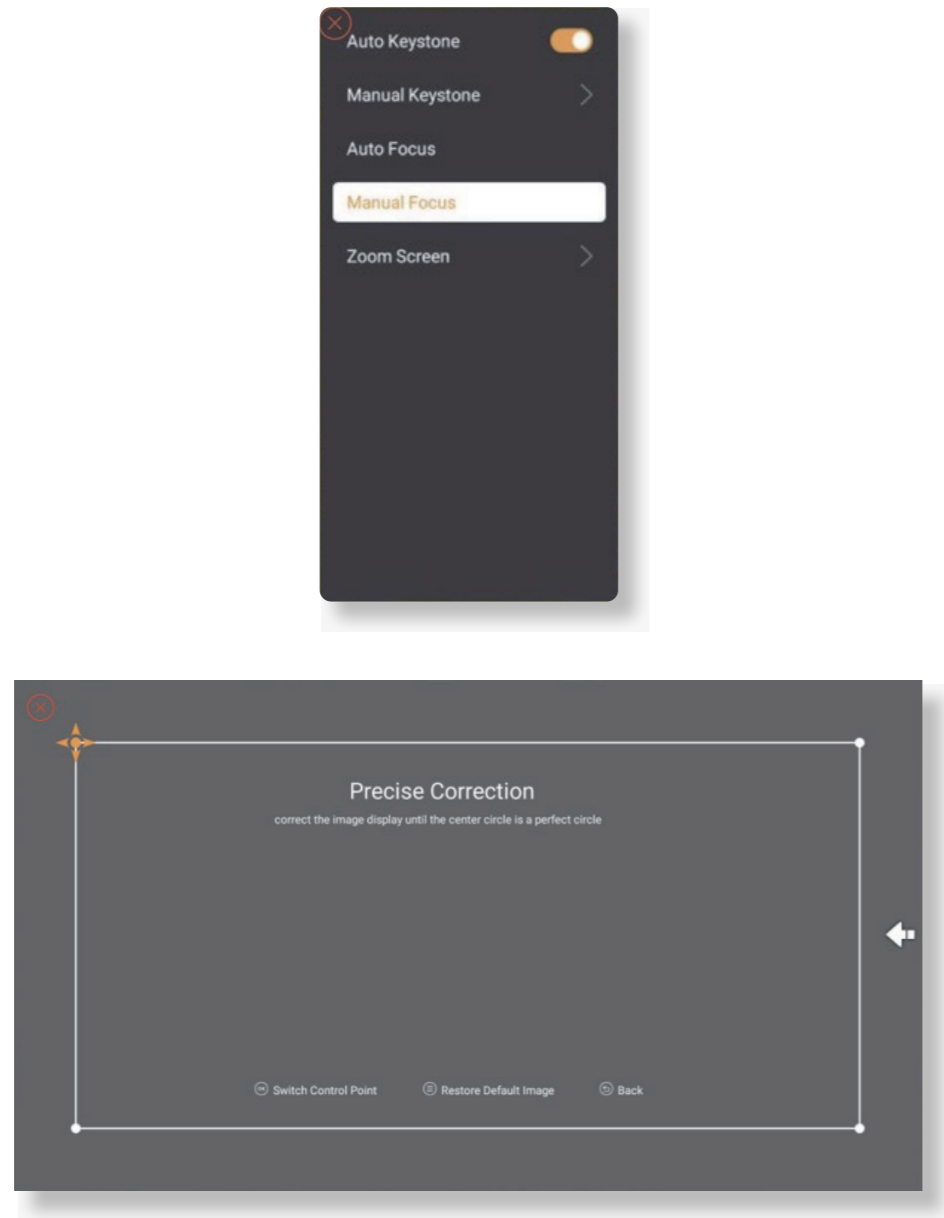 Auto Keystone
Manual Keystone
Auto Focus
Manual Focus
Zoom Screen
Precise Correction
correct the image display until the center circle is a perfect circle
Switch Control Point Restore Default Image Back